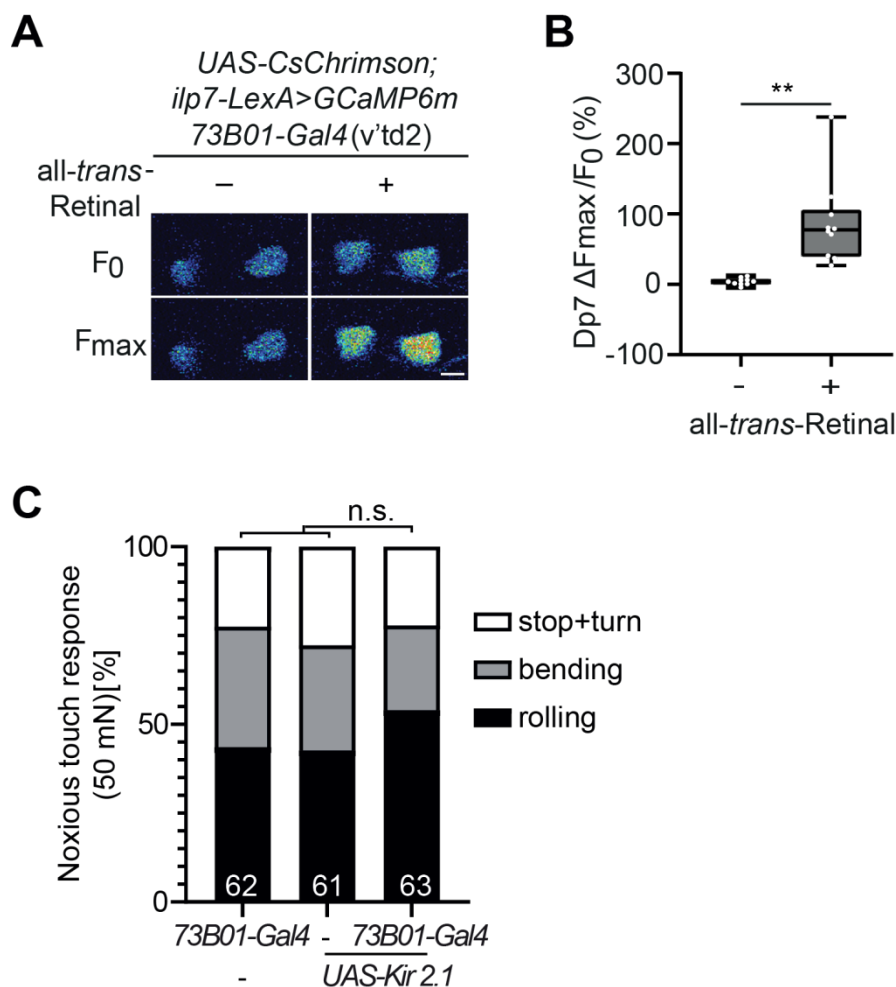 A
UAS-CsChrimson;
ilp7-LexA>GCaMP6m
73B01-Gal4(v'td2)
all-trans-
Retinal
– +
F0
Fmax
B
**
Dp7 ΔFmax/F0 (%)
300
200
100
0
-100
- +
all-trans-Retinal
C
n.s.
Noxious touch response
(50 mN)[%]
100
50
0
62 61 63
stop+turn
bending
rolling
73B01-Gal4 - 73B01-Gal4
- UAS-Kir2.1